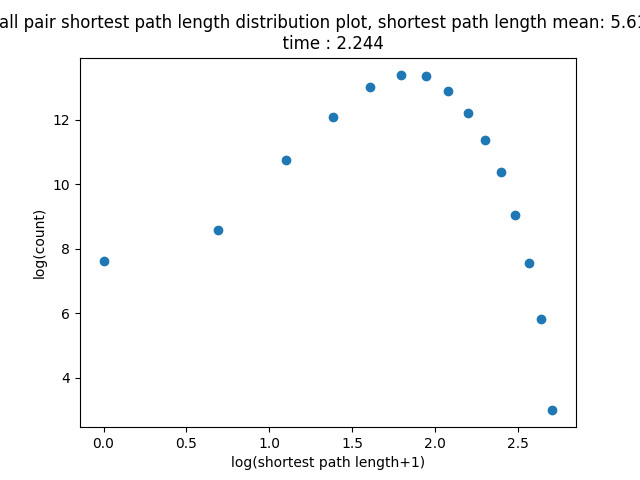 all pair shortest path length distribution plot, shortest path length mean: 5.61
time : 2.244
12
10
8
6
4
log(count)
0.0 0.5 1.0 1.5 2.0 2.5
log(shortest path length+1)